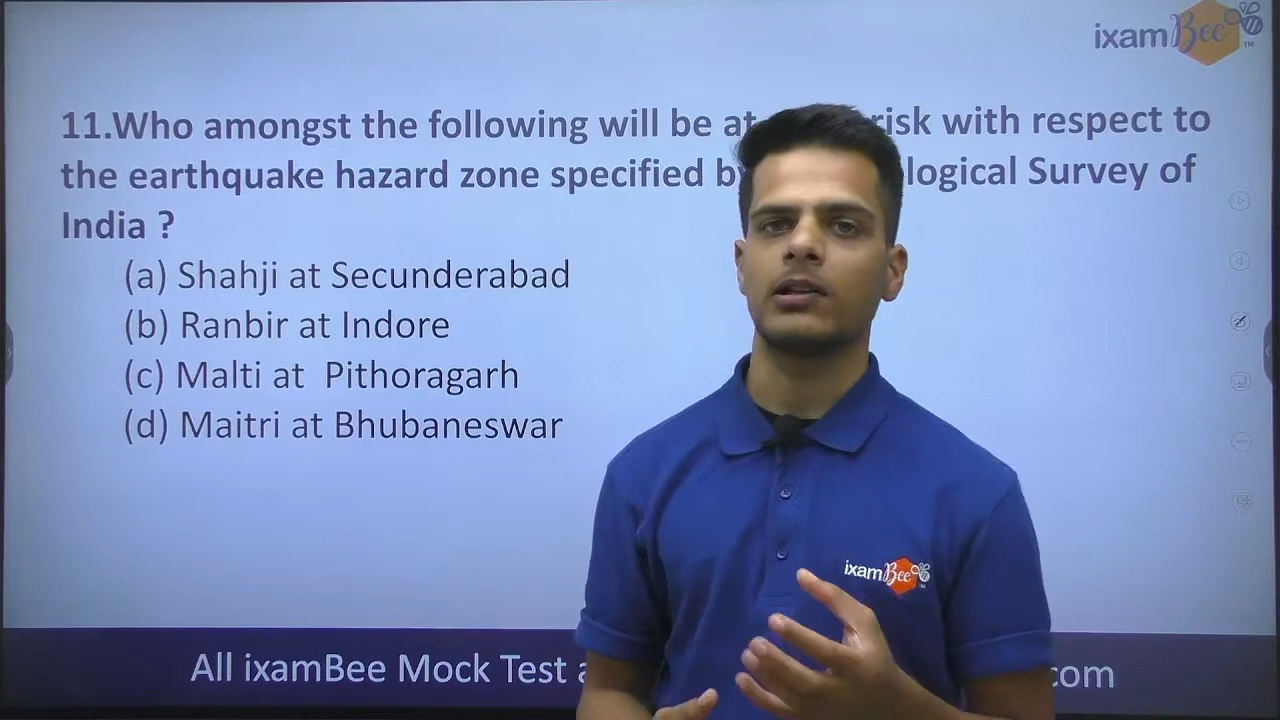 ixamBee™
11.Who amongst the following will be at risk with respect to
the earthquake hazard zone specified by logical Survey of
India ?
(a) Shahji at Secunderabad
(b) Ranbir at Indore
(c) Malti at Pithoragarh
(d) Maitri at Bhubaneswar
ixamBee™
All ixamBee Mock Test com